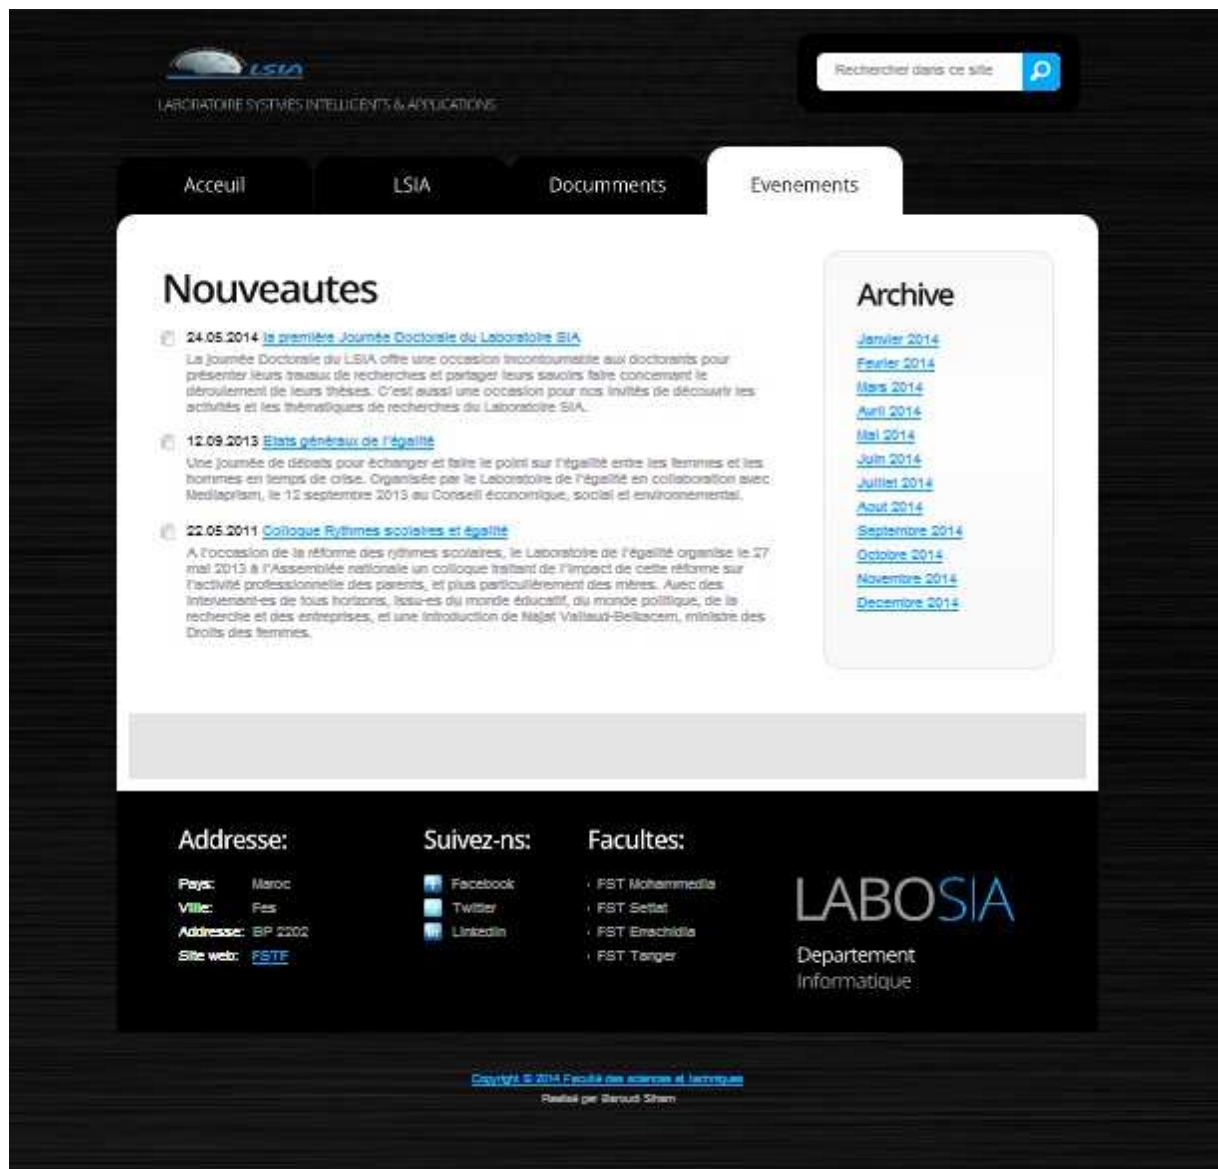 LSIA
LABORATOIRE SYSTMES INTELLIGENTS & APPLICATIONS
Rechercher dans ce site
Acceuil
LSIA
Documments
Evenements
Nouveautes
24.05.2014 la première Journée Doctorale du Laboratoire SIA
La Journée Doctorale du LSIA offre une occasion incontournable aux doctorants pour
présenter leurs travaux de recherches et partager leurs savoirs faire concernant le
déroulement de leurs thèses. C'est aussi une occasion pour nos invités de découvrir les
activités et les thématiques de recherches du Laboratoire SIA.
12.09.2013 Etats généraux de l'égalité
Une journée de débats pour échanger et faire le point sur l'égalité entre les femmes et les
hommes en temps de crise. Organisée par le Laboratoire de l'égalité en collaboration avec
Mediaprism, le 12 septembre 2013 au Conseil économique, social et environnemental.
22.05.2011 Colloque Rythmes scolaires et égalité
A l'occasion de la réforme des rythmes scolaires, le Laboratoire de l'égalité organise le 27
mai 2013 à l'Assemblée nationale un colloque traitant de l'impact de cette réforme sur
l'activité professionnelle des parents, et plus particulièrement des mères. Avec des
intervenant-es de tous horizons, issu-es du monde éducatif, du monde politique, de la
recherche et des entreprises, et une introduction de Najat Vallaud-Belkacem, ministre des
Droits des femmes.
Archive
Janvier 2014
Fevrier 2014
Mars 2014
Avril 2014
Mai 2014
Juin 2014
Juillet 2014
Aout 2014
Septembre 2014
Octobre 2014
Novembre 2014
Decembre 2014
Addresse:
Pays: Maroc
Ville: Fes
Addresse: BP 2202
Site web: FSTF
Suivez-ns:
Facebook
Twitter
LinkedIn
Facultes:
FST Mohammedia
FST Settat
FST Errachidia
FST Tanger
LABOSIA
Departement
Informatique
Copyright © 2014 Faculté des sciences et techniques
Realisé par Baroudi Siham